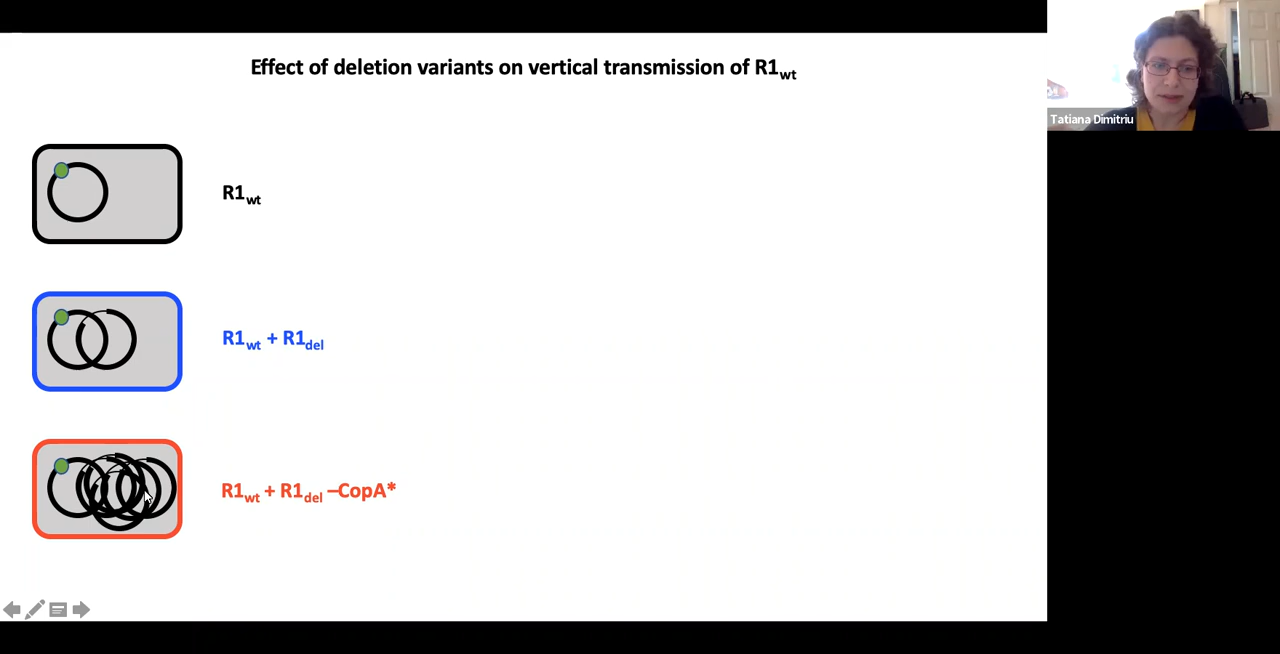 Effect of deletion variants on vertical transmission of R1wt
Tatiana Dimitriu
R1wt
R1wt + R1del
R1wt + R1del –CopA*